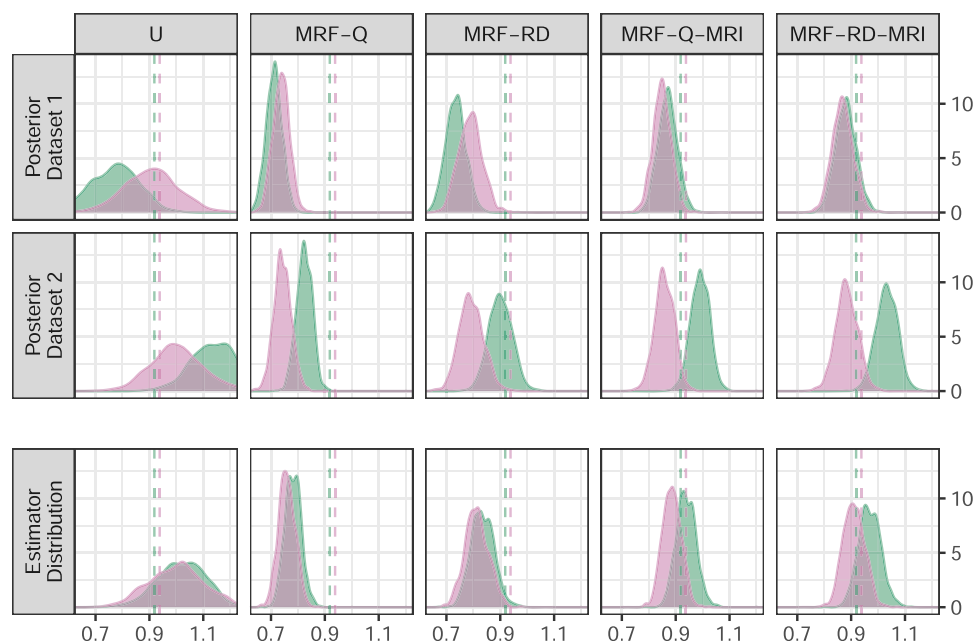 U MRF-Q MRF-RD MRF-Q-MRI MRF-RD-MRI
Posterior
Dataset 1
10
5
0
Posterior
Dataset 2
10
5
0
Estimator
Distribution
10
5
0
0.7 0.9 1.1 0.7 0.9 1.1 0.7 0.9 1.1 0.7 0.9 1.1 0.7 0.9 1.1